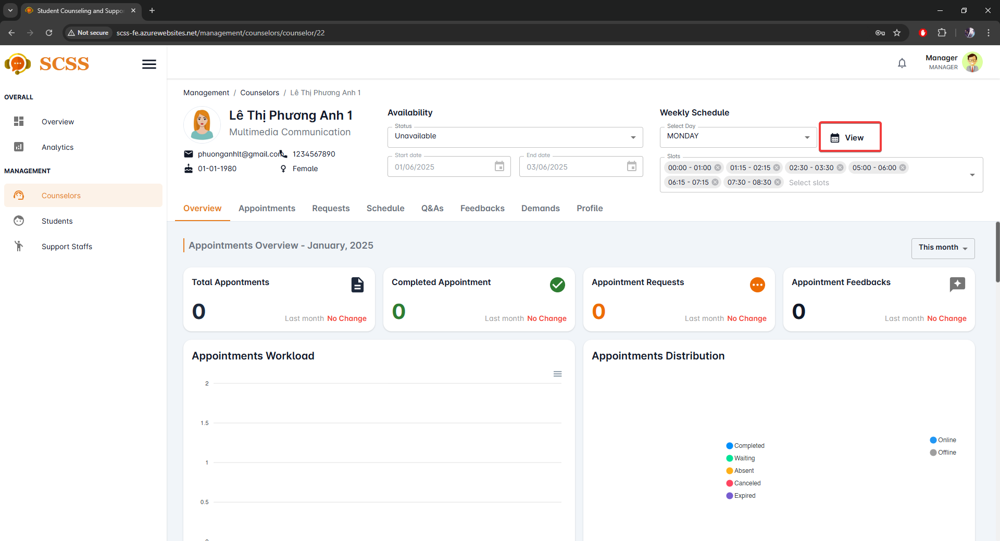 Student Counseling and Suppo
Not secure
scss-fe.azurewebsites.net/management/counselors/counselor/22
SCSS
Manager
MANAGER
OVERALL
Overview
Analytics
MANAGEMENT
Counselors
Students
Support Staffs
Management / Counselors / Lê Thị Phương Anh 1
Lê Thị Phương Anh 1
Multimedia Communication
phuonganhlt@gmail.com
1234567890
01-01-1980
Female
Availability
Status
Unavailable
Start date
01/06/2025
End date
03/06/2025
Weekly Schedule
Select Day
MONDAY
View
Slots
00:00 - 01:00 01:15 - 02:15 02:30 - 03:30 05:00 - 06:00
06:15 - 07:15 07:30 - 08:30 Select slots
Overview Appointments Requests Schedule Q&As Feedbacks Demands Profile
Appointments Overview - January, 2025
This month
Total Appontments
0
Last month No Change
Completed Appointment
0
Last month No Change
Appointment Requests
0
Last month No Change
Appointment Feedbacks
0
Last month No Change
Appointments Workload
2
1.5
1
0.5
Appointments Distribution
Completed
Waiting
Absent
Canceled
Expired
Online
Offline